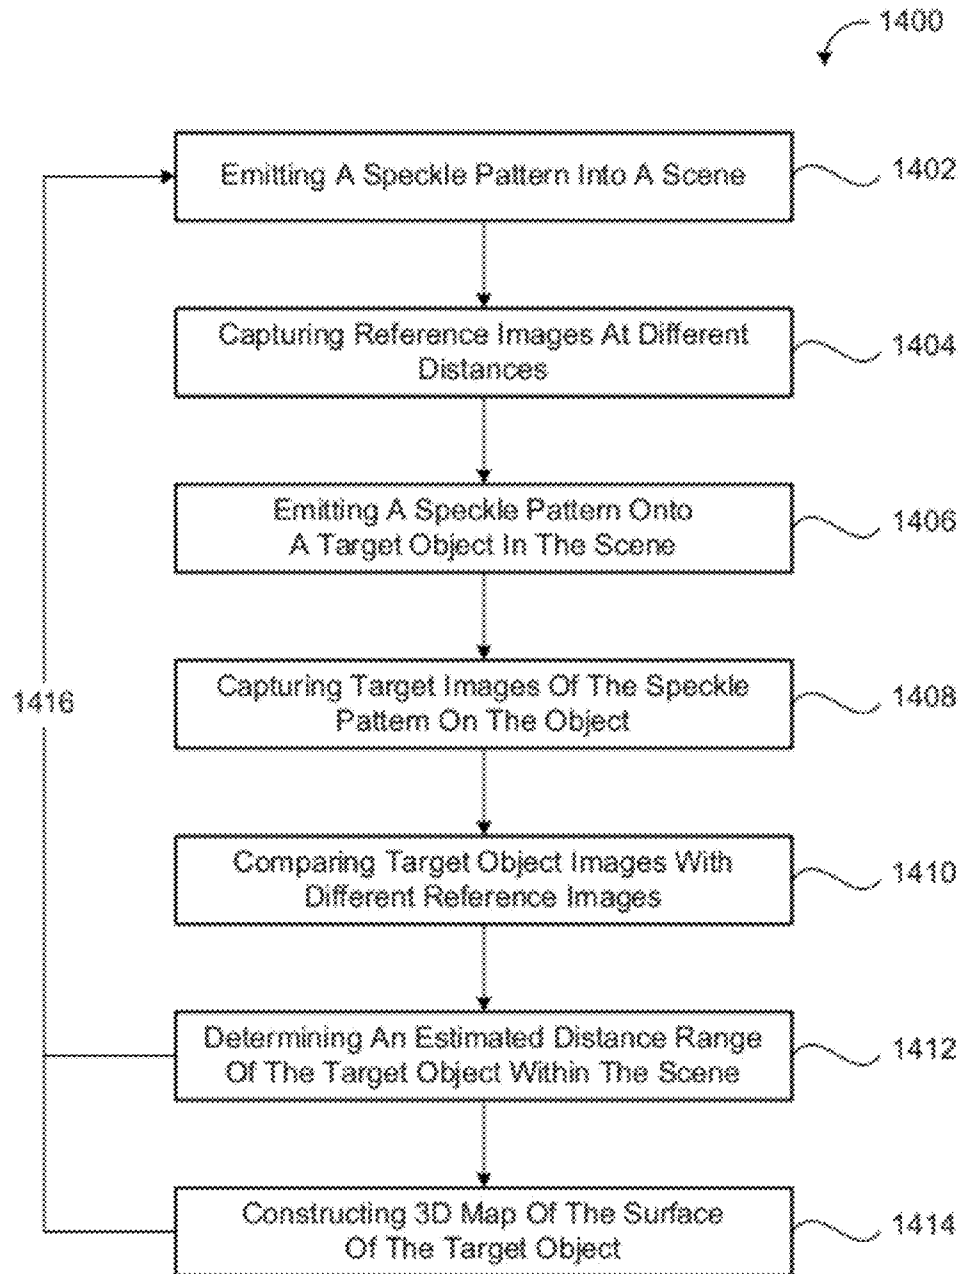 1400
Emitting A Speckle Pattern Into A Scene
1402
Capturing Reference Images At Different
Distances
1404
Emitting A Speckle Pattern Onto
A Target Object In The Scene
1406
Capturing Target Images Of The Speckle
Pattern On The Object
1408
1416
Comparing Target Object Images With
Different Reference Images
1410
Determining An Estimated Distance Range
Of The Target Object Within The Scene
1412
Constructing 3D Map Of The Surface
Of The Target Object
1414